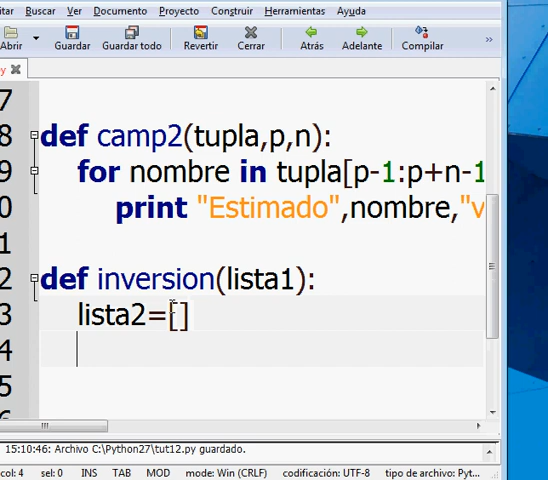 itar Buscar Ver Documento Proyecto Construir Herramientas Ayuda
Abrir Guardar Guardar todo Revertir Cerrar Atrás Adelante Compilar »
py
7
8 def camp2(tupla,p,n):
9 for nombre in tupla[p-1:p+n-1
0 print "Estimado",nombre,"v
1
2 def inversion(lista1):
3 lista2=[]
4
5
15:10:46: Archivo C:\Python27\tut12.py guardado.
col: 4 sel: 0 INS TAB MOD mode: Win (CRLF) codificación: UTF-8 tipo de archivo: Pyt...